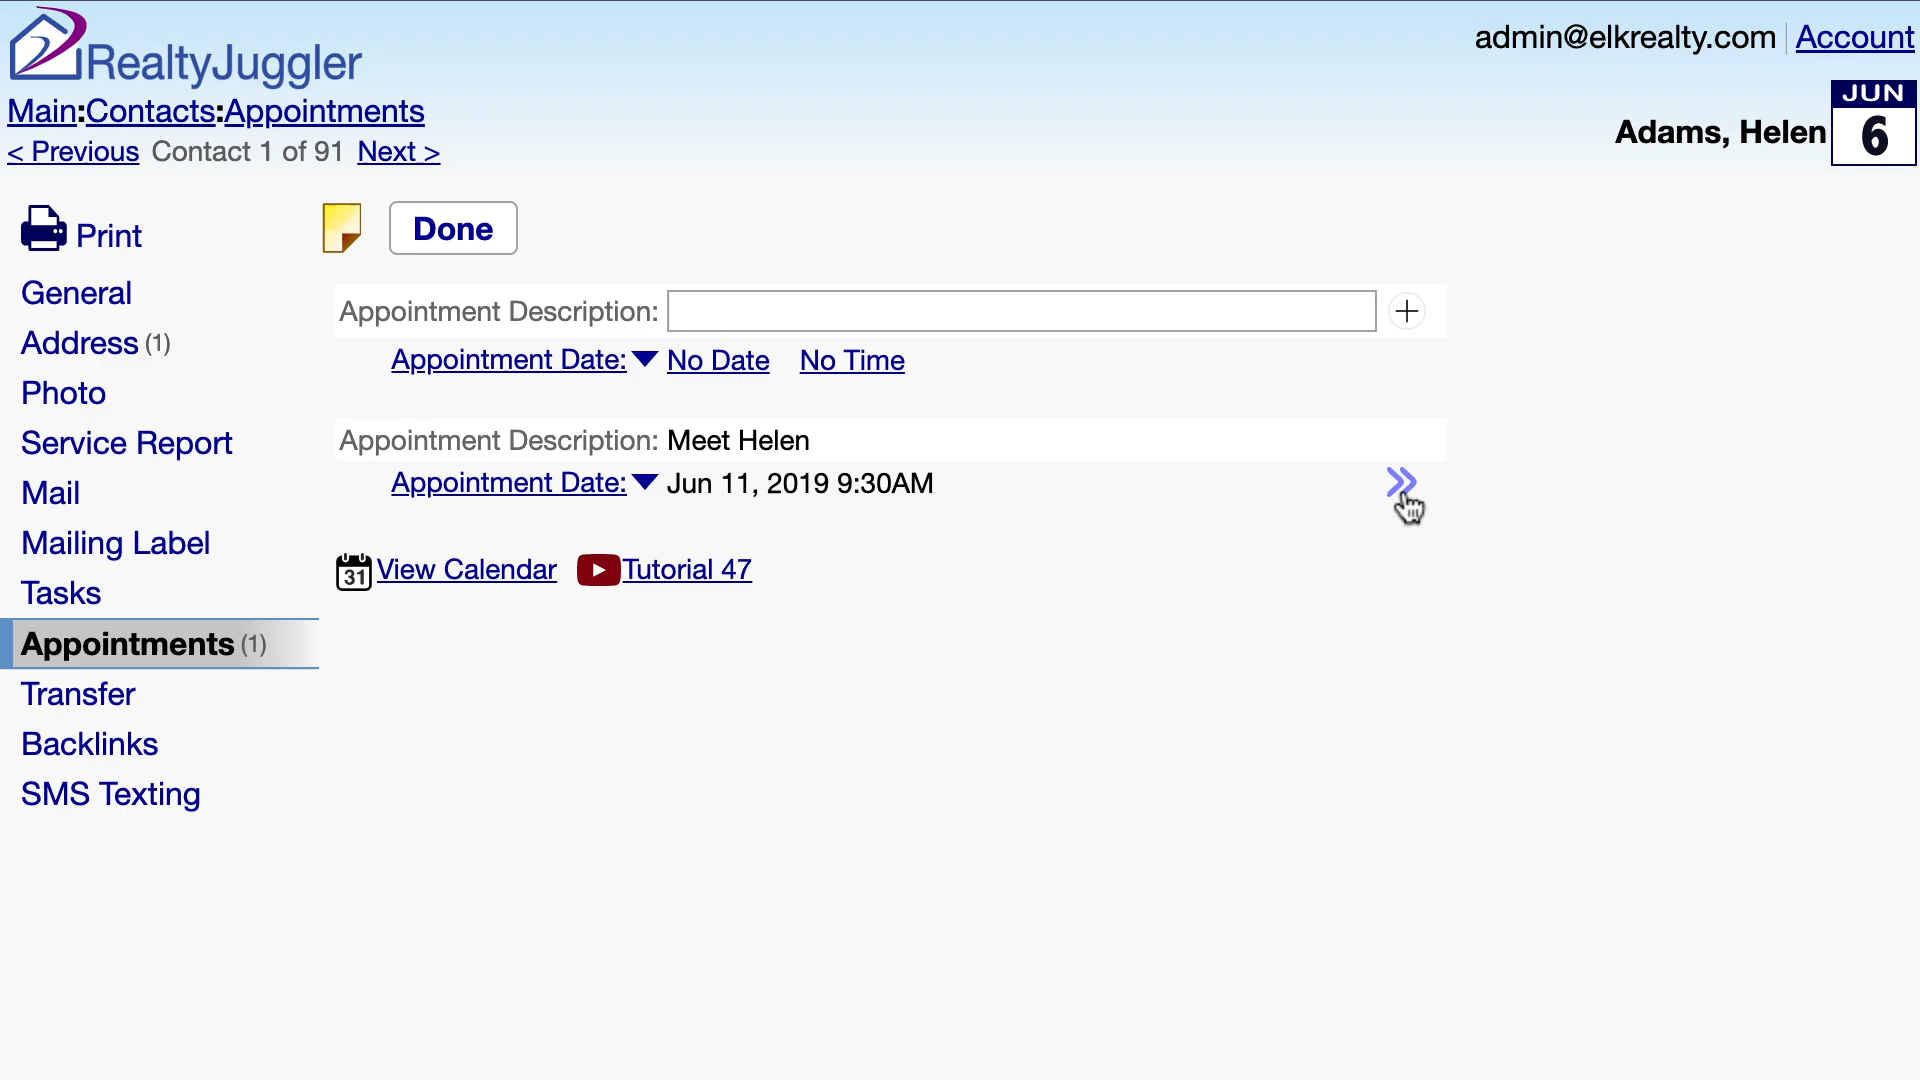 RealtyJuggler
admin@elkrealty.com Account
Main:Contacts:Appointments
< Previous Contact 1 of 91 Next >
Adams, Helen
JUN
6
Print
Done
General
Address (1)
Photo
Service Report
Mail
Mailing Label
Tasks
Appointments (1)
Transfer
Backlinks
SMS Texting
Appointment Description:
Appointment Date: No Date No Time
Appointment Description: Meet Helen
Appointment Date: Jun 11, 2019 9:30AM
31 View Calendar Tutorial 47